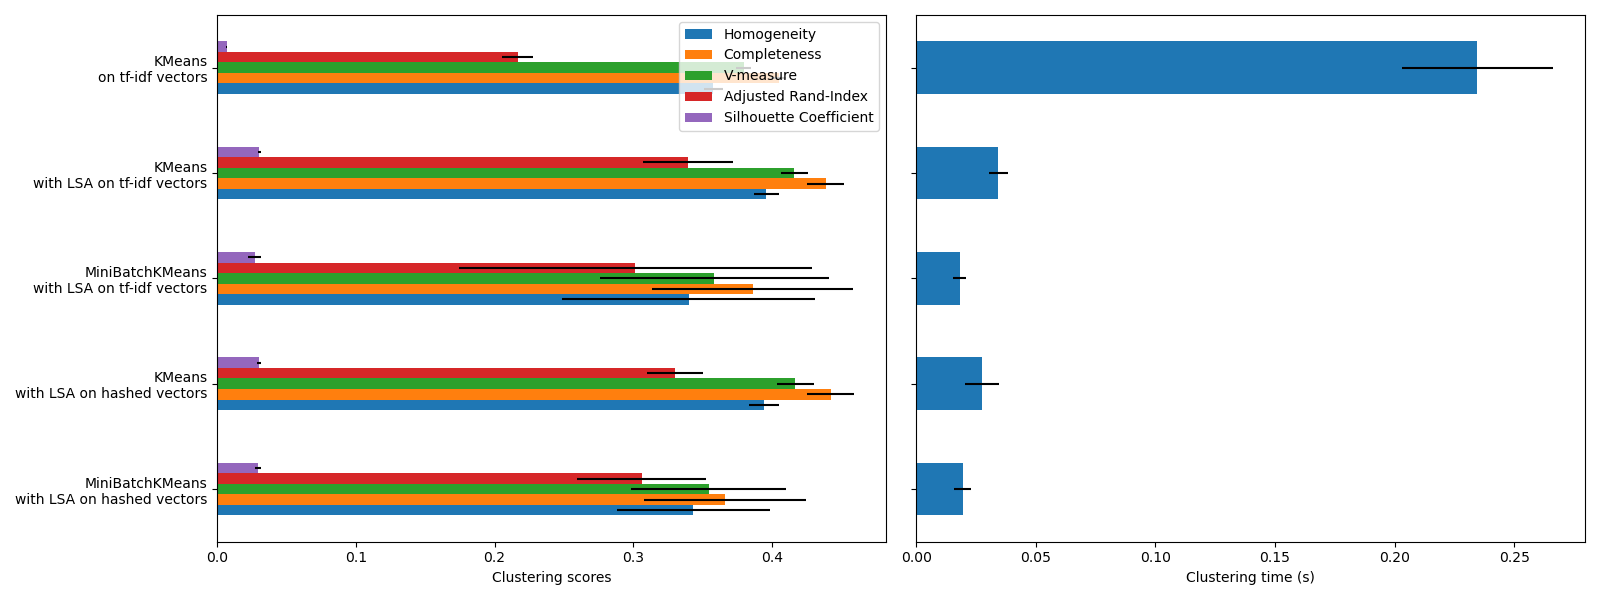 KMeans
on tf-idf vectors
KMeans
with LSA on tf-idf vectors
MiniBatchKMeans
with LSA on tf-idf vectors
KMeans
with LSA on hashed vectors
MiniBatchKMeans
with LSA on hashed vectors
Homogeneity
Completeness
V-measure
Adjusted Rand-Index
Silhouette Coefficient
0.0 0.1 0.2 0.3 0.4
Clustering scores
0.00 0.05 0.10 0.15 0.20 0.25
Clustering time (s)